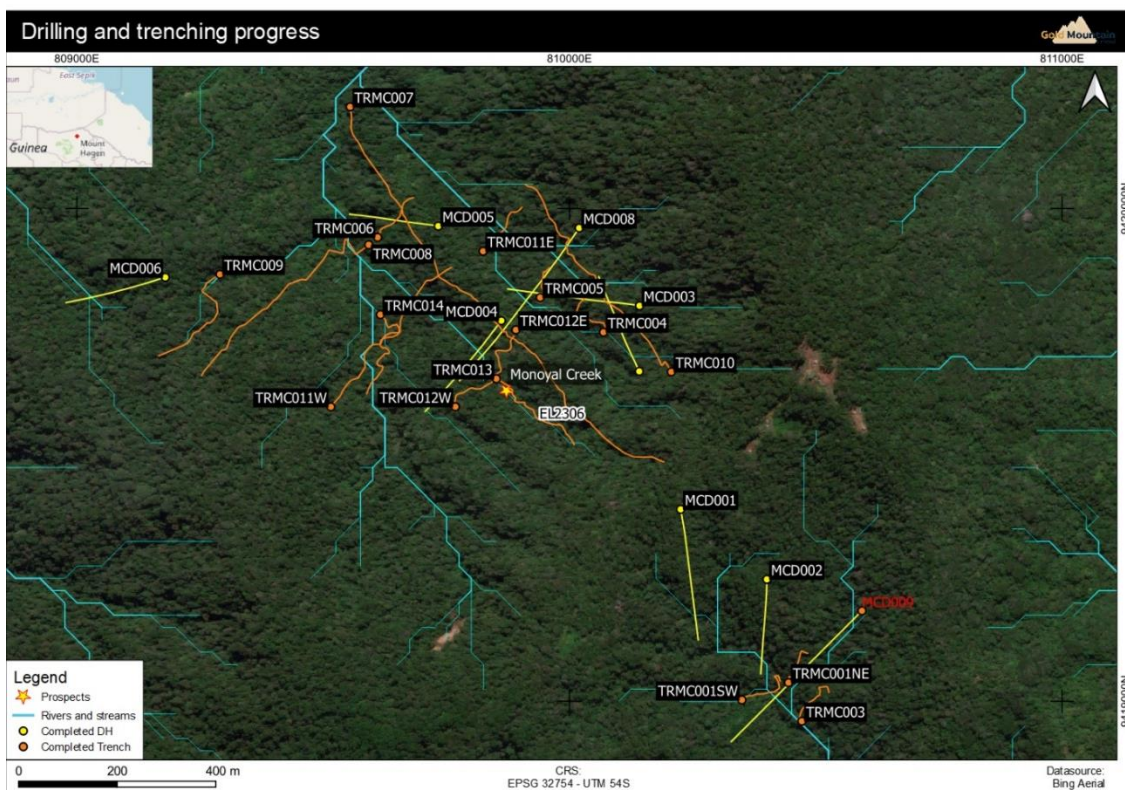 Drilling and trenching progress
Gold Mountain
809000E
810000E
811000E
East Sepik
Guinea
Mount
Hagen
TRMC007
TRMC006
MCD005
MCD008
TRMC008
TRMC011E
MCD006
TRMC009
TRMC005
MCD003
TRMC014
MCD004
TRMC012E
TRMC004
TRMC013
Monoyal Creek
TRMC010
TRMC011W
TRMC012W
EL2306
MCD001
MCD002
MCD009
TRMC001NE
TRMC001SW
TRMC003
9420000N
9419000N
Legend
Prospects
Rivers and streams
Completed DH
Completed Trench
0 200 400 m
CRS:
EPSG 32754 - UTM 54S
Datasource:
Bing Aerial